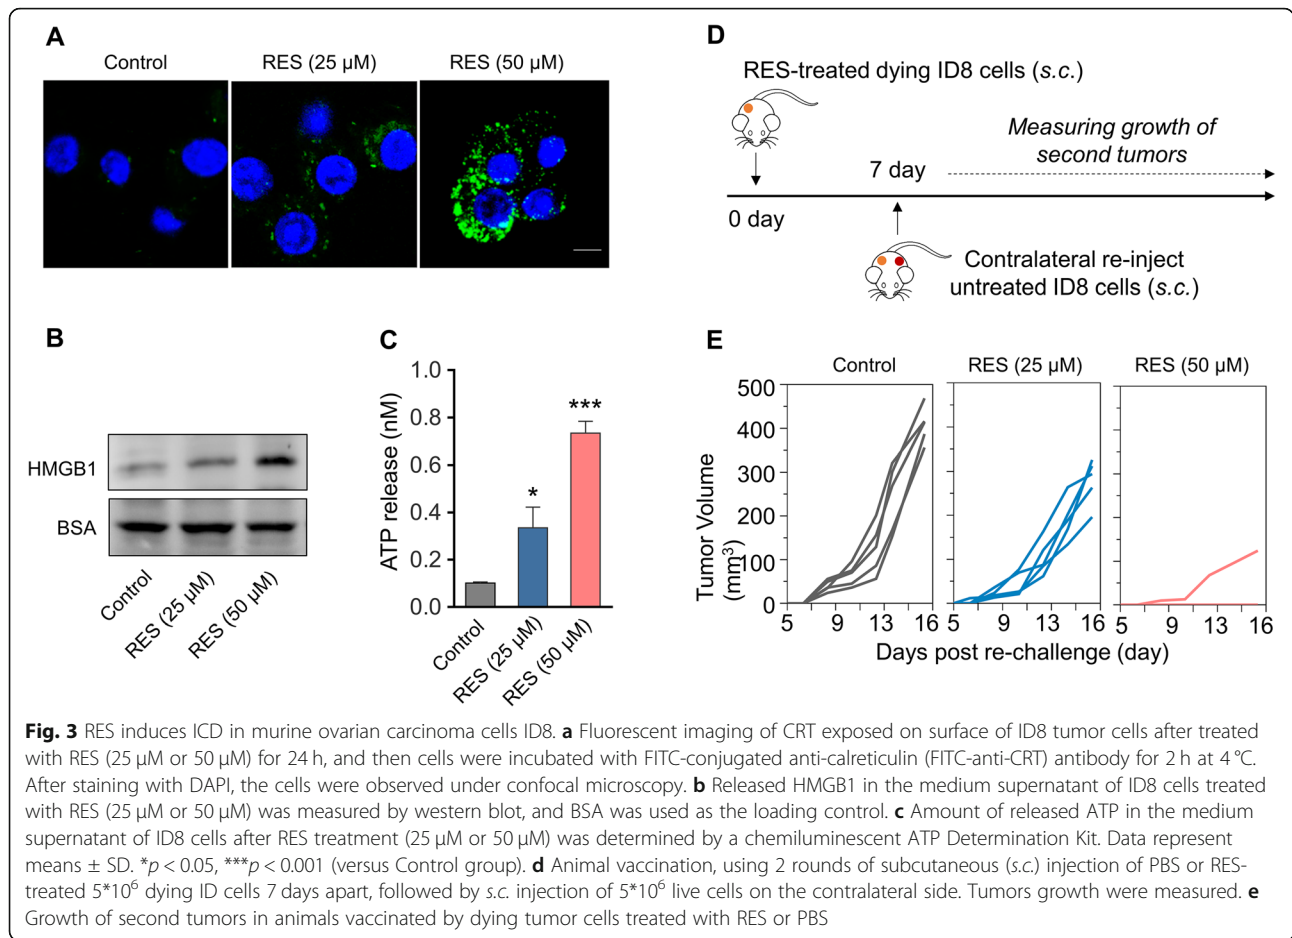 A
Control
RES (25 µM)
RES (50 µM)
B
HMGB1
BSA
Control
RES (25 µM)
RES (50 µM)
C
ATP release (nM)
1.0
0.8
0.6
0.4
0.2
0.0
*
***
Control
RES (25 µM)
RES (50 µM)
D
RES-treated dying ID8 cells (s.c.)
Measuring growth of
second tumors
7 day
0 day
Contralateral re-inject
untreated ID8 cells (s.c.)
E
Control
RES (25 µM)
RES (50 µM)
Tumor Volume
(mm³)
500
400
300
200
100
0
5 9 13 16
5 9 13 16
5 9 13 16
Days post re-challenge (day)
Fig. 3 RES induces ICD in murine ovarian carcinoma cells ID8. a Fluorescent imaging of CRT exposed on surface of ID8 tumor cells after treated
with RES (25 µM or 50 µM) for 24 h, and then cells were incubated with FITC-conjugated anti-calreticulin (FITC-anti-CRT) antibody for 2 h at 4 °C.
After staining with DAPI, the cells were observed under confocal microscopy. b Released HMGB1 in the medium supernatant of ID8 cells treated
with RES (25 µM or 50 µM) was measured by western blot, and BSA was used as the loading control. c Amount of released ATP in the medium
supernatant of ID8 cells after RES treatment (25 µM or 50 µM) was determined by a chemiluminescent ATP Determination Kit. Data represent
means ± SD. *p < 0.05, ***p < 0.001 (versus Control group). d Animal vaccination, using 2 rounds of subcutaneous (s.c.) injection of PBS or RES-
treated 5*10⁶ dying ID cells 7 days apart, followed by s.c. injection of 5*10⁶ live cells on the contralateral side. Tumors growth were measured. e
Growth of second tumors in animals vaccinated by dying tumor cells treated with RES or PBS